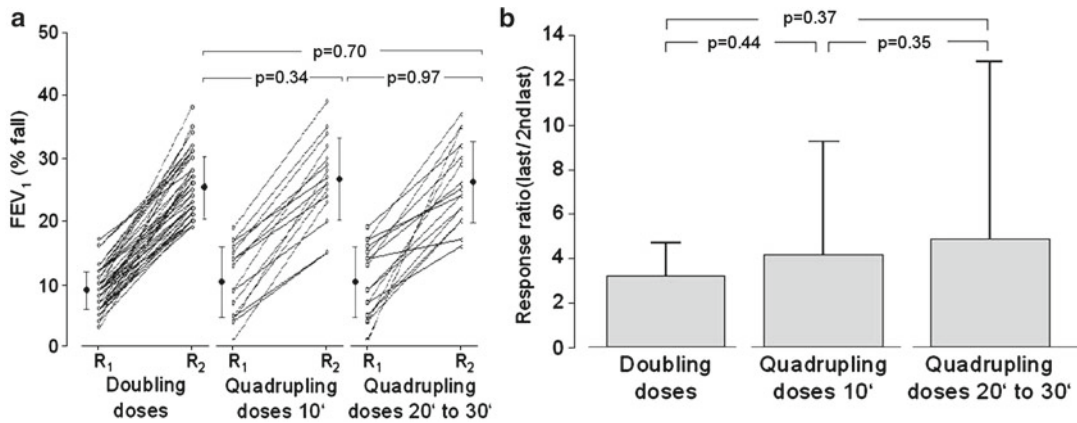 a
FEV1 (% fall)
50
40
30
20
10
0
p=0.70
p=0.34
p=0.97
R1
R2
R1
R2
R1
R2
Doubling
doses
Quadrupling
doses 10‘
Quadrupling
doses 20‘ to 30‘
b
Response ratio(last/2nd last)
14
12
10
8
6
4
2
0
p=0.37
p=0.44
p=0.35
Doubling
doses
Quadrupling
doses 10‘
Quadrupling
doses 20‘ to 30‘